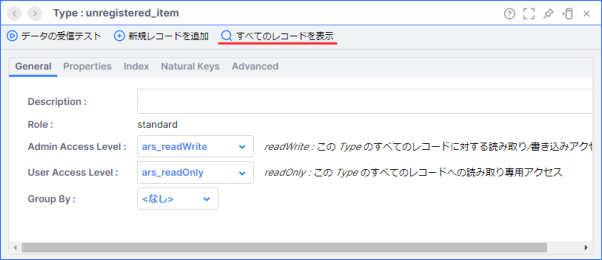 Type : unregistered_item
データの受信テスト 新規レコードを追加 すべてのレコードを表示
General Properties Index Natural Keys Advanced
Description :
Role : standard
Admin Access Level : ars_readWrite readWrite : この Type のすべてのレコードに対する読み取り/書き込みアクセ
User Access Level : ars_readOnly readOnly : この Type のすべてのレコードへの読み取り専用アクセス
Group By : <なし>